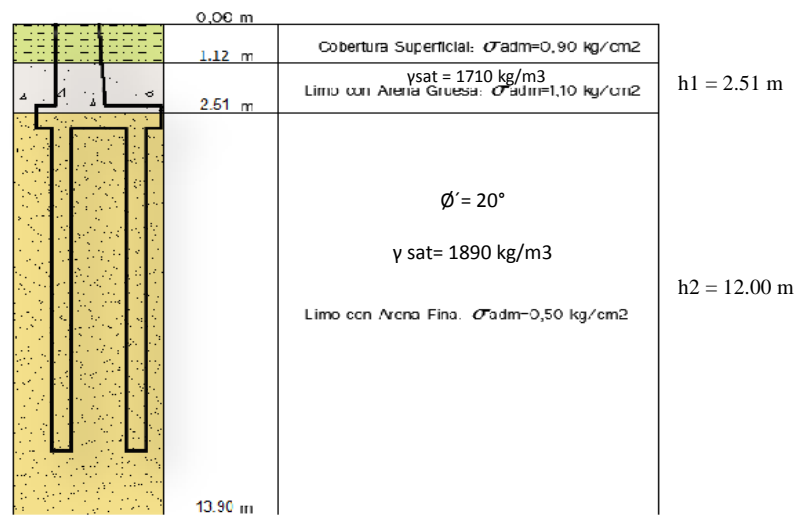 0,00 m
Cobertura Superficial: σadm=0,90 kg/cm2
1.12 m
γsat = 1710 kg/m3
Limo con Arena Gruesa: σadm=1,10 kg/cm2
h1 = 2.51 m
2.51 m
Ø´= 20°
γ sat= 1890 kg/m3
h2 = 12.00 m
Limo con Arena Fina: σadm=0,50 kg/cm2
13.90 m